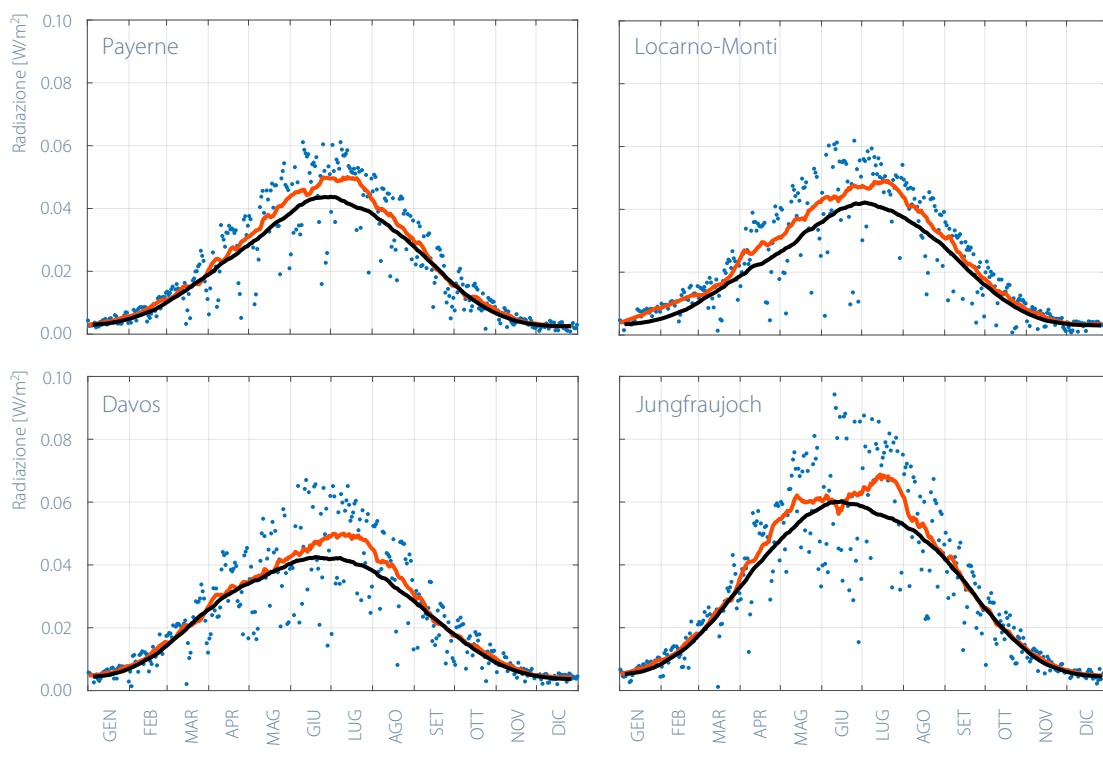 Radiazione [W/m²]
0.10
0.08
0.06
0.04
0.02
0.00
Payerne
Locarno-Monti
Radiazione [W/m²]
0.10
0.08
0.06
0.04
0.02
0.00
Davos
Jungfraujoch
GEN FEB MAR APR MAG GIU LUG AGO SET OTT NOV DIC
GEN FEB MAR APR MAG GIU LUG AGO SET OTT NOV DIC